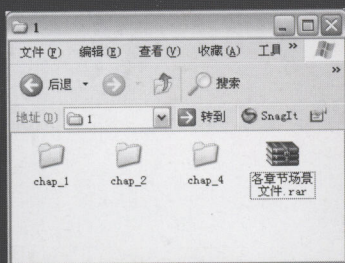 1
文件(F) 编辑(E) 查看(V) 收藏(A) 工具 »
后退 搜索 »
地址(D) 1 转到 SnagIt
chap_1 chap_2 chap_4 各章节场景
文件.rar